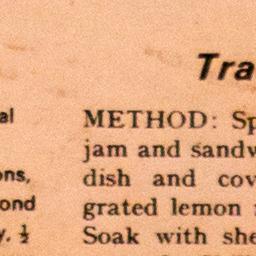 Tra
al
METHOD: Sp
jam and sandw
ons,
dish and cov
ond
grated lemon
y. ½
Soak with she